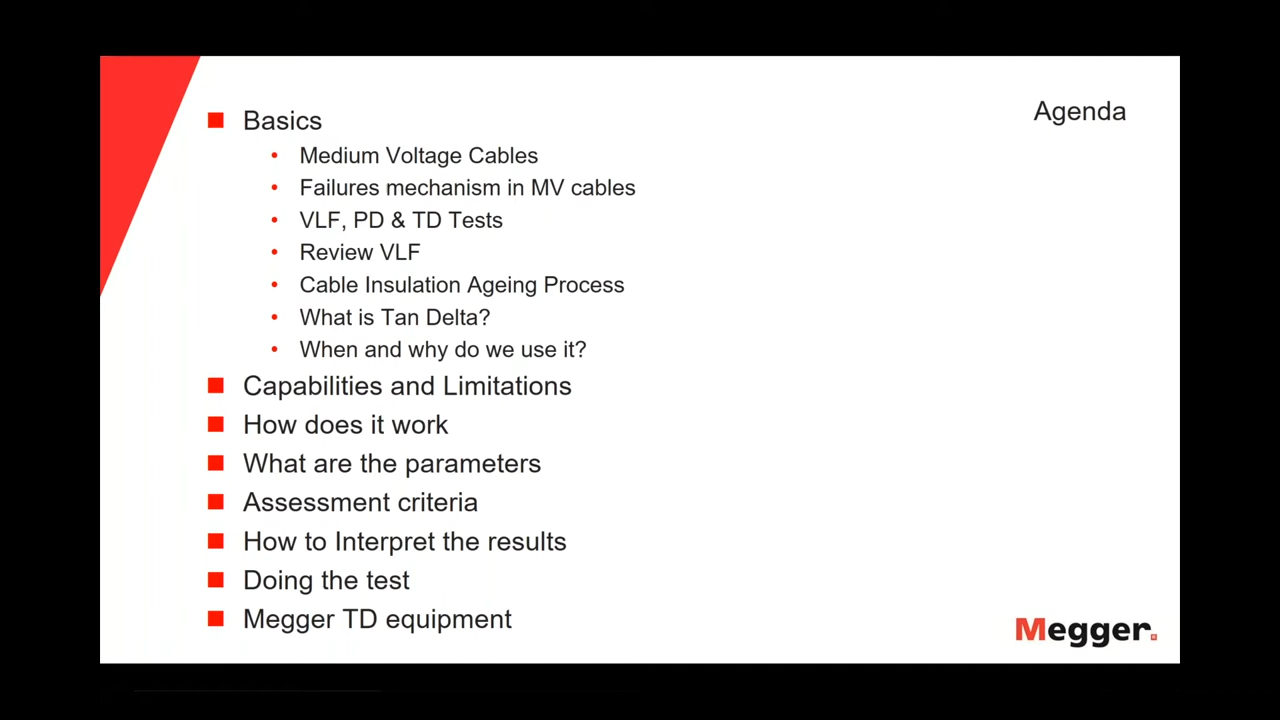 Agenda
Basics
Medium Voltage Cables
Failures mechanism in MV cables
VLF, PD & TD Tests
Review VLF
Cable Insulation Ageing Process
What is Tan Delta?
When and why do we use it?
Capabilities and Limitations
How does it work
What are the parameters
Assessment criteria
How to Interpret the results
Doing the test
Megger TD equipment
Megger.